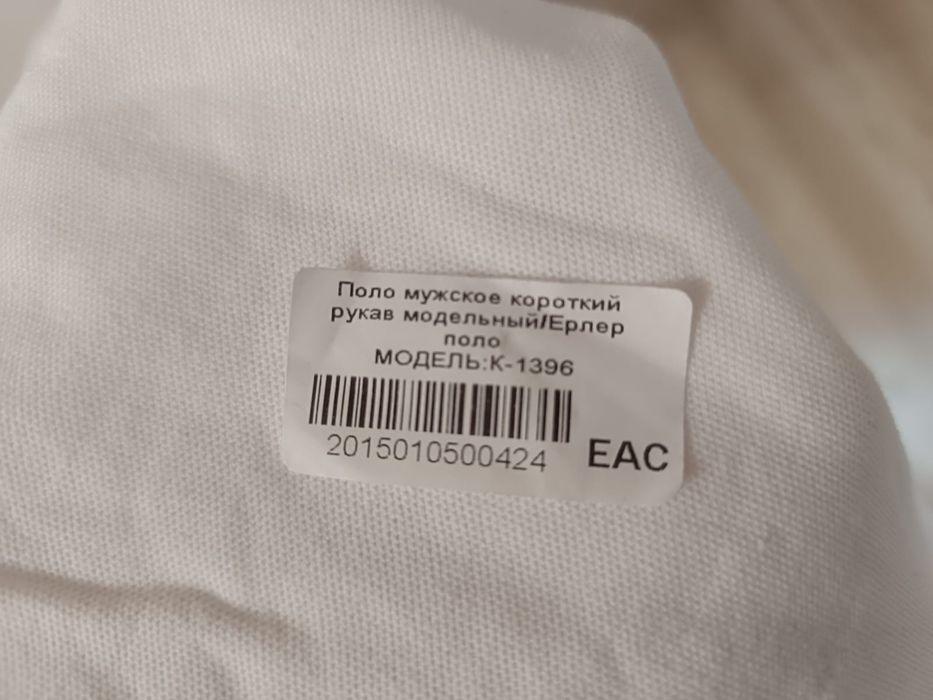 Поло мужское короткий
рукав модельный/Ерлер
поло
МОДЕЛЬ:К-1396
2015010500424
EAC